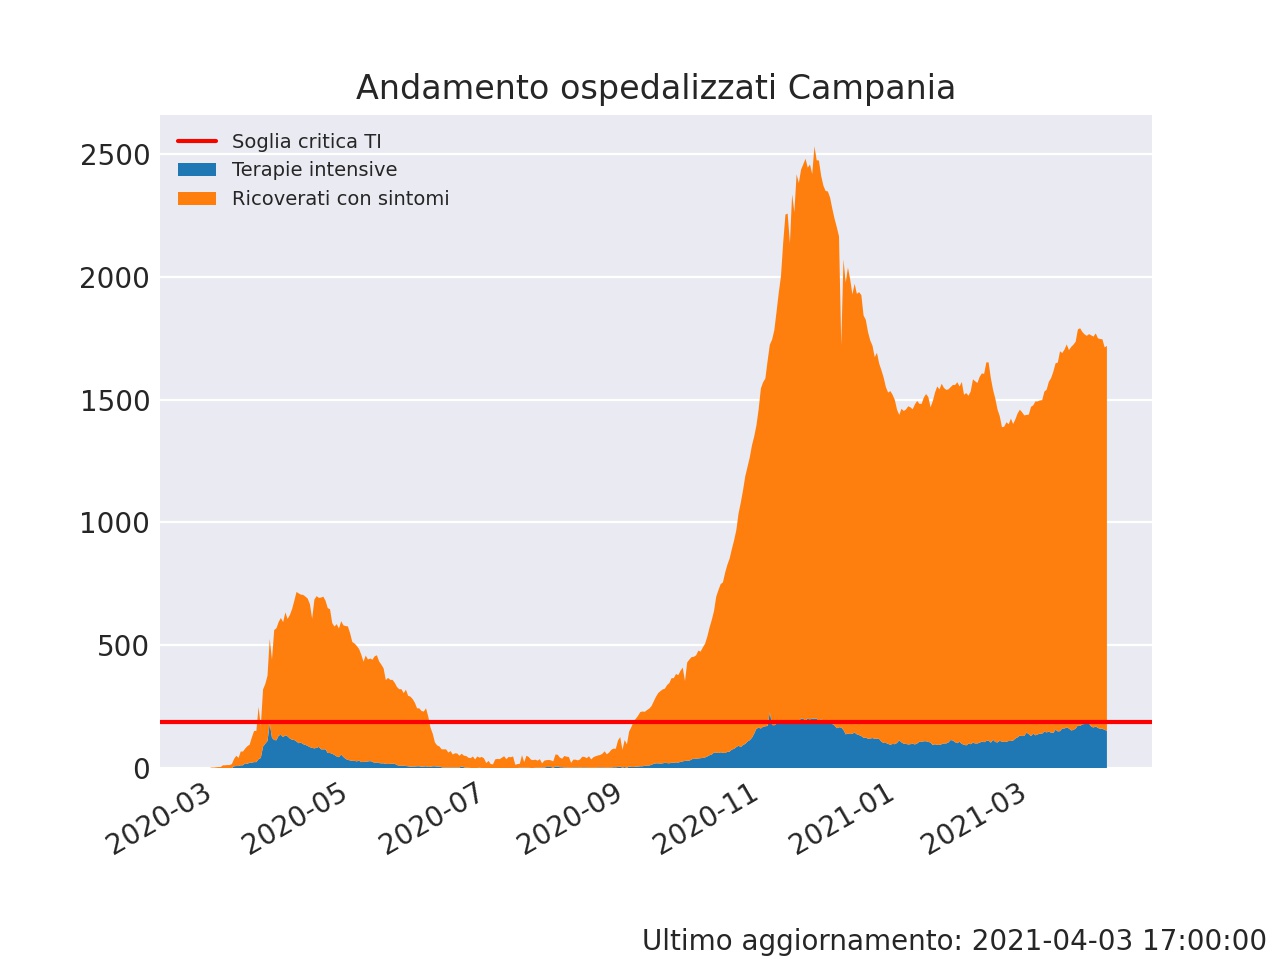 Andamento ospedalizzati Campania
Soglia critica TI
Terapie intensive
Ricoverati con sintomi
2500
2000
1500
1000
500
0
2020-03
2020-05
2020-07
2020-09
2020-11
2021-01
2021-03
Ultimo aggiornamento: 2021-04-03 17:00:00